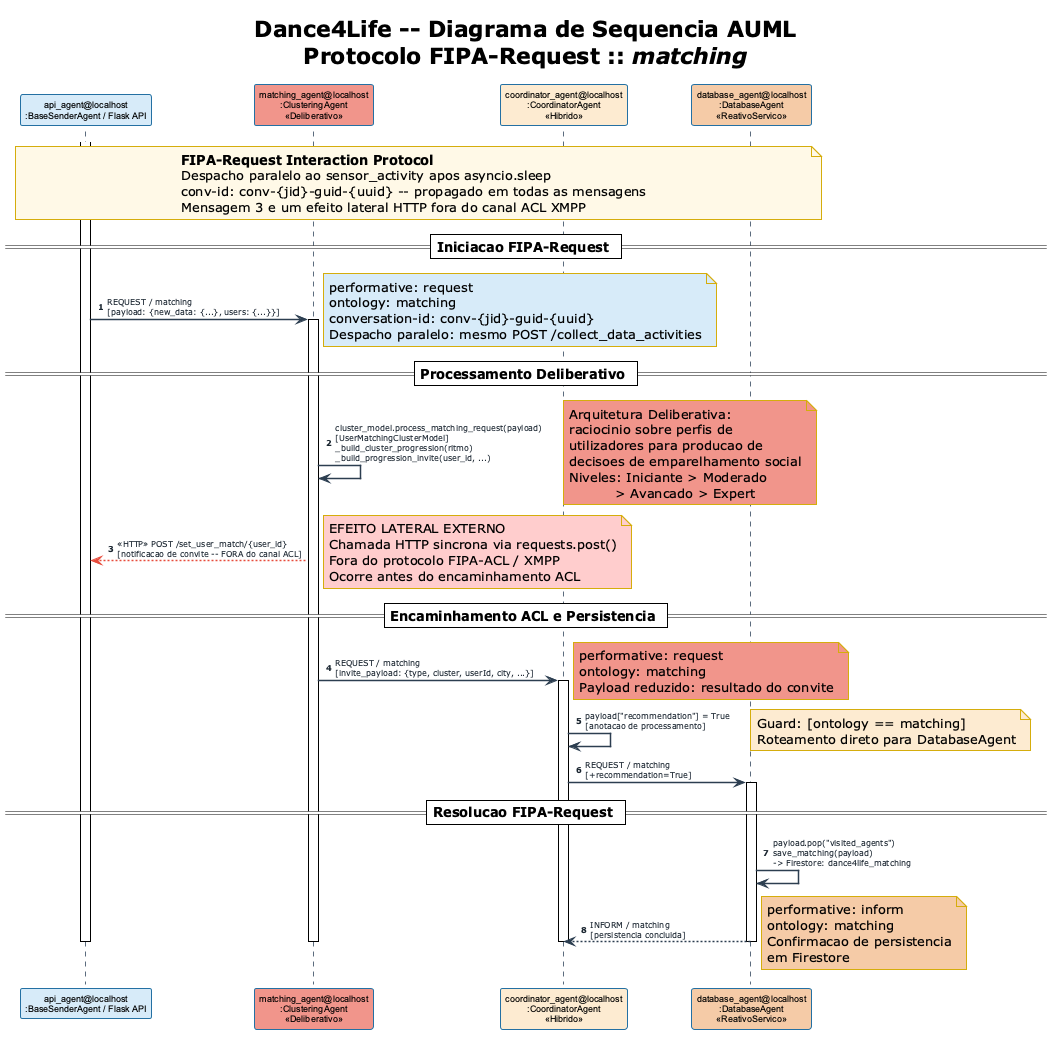 Dance4Life -- Diagrama de Sequencia AUML
Protocolo FIPA-Request :: matching
api_agent@localhost
:BaseSenderAgent / Flask API
matching_agent@localhost
:ClusteringAgent
«Deliberativo»
coordinator_agent@localhost
:CoordinatorAgent
«Hibrido»
database_agent@localhost
:DatabaseAgent
«ReativoServico»
FIPA-Request Interaction Protocol
Despacho paralelo ao sensor_activity apos asyncio.sleep
conv-id: conv-{jid}-guid-{uuid} -- propagado em todas as mensagens
Mensagem 3 e um efeito lateral HTTP fora do canal ACL XMPP
Iniciacao FIPA-Request
1 REQUEST / matching
[payload: {new_data: {...}, users: {...}}]
performative: request
ontology: matching
conversation-id: conv-{jid}-guid-{uuid}
Despacho paralelo: mesmo POST /collect_data_activities
Processamento Deliberativo
2 cluster_model.process_matching_request(payload)
[UserMatchingClusterModel]
_build_cluster_progression(ritmo)
_build_progression_invite(user_id, ...)
Arquitetura Deliberativa:
raciocinio sobre perfis de
utilizadores para producao de
decisoes de emparelhamento social
Niveles: Iniciante > Moderado
> Avancado > Expert
3 «HTTP» POST /set_user_match/{user_id}
[notificacao de convite -- FORA do canal ACL]
EFEITO LATERAL EXTERNO
Chamada HTTP sincrona via requests.post()
Fora do protocolo FIPA-ACL / XMPP
Ocorre antes do encaminhamento ACL
Encaminhamento ACL e Persistencia
4 REQUEST / matching
[invite_payload: {type, cluster, userId, city, ...}]
performative: request
ontology: matching
Payload reduzido: resultado do convite
5 payload["recommendation"] = True
[anotacao de processamento]
Guard: [ontology == matching]
Roteamento direto para DatabaseAgent
6 REQUEST / matching
[+recommendation=True]
Resolucao FIPA-Request
7 payload.pop("visited_agents")
save_matching(payload)
-> Firestore: dance4life_matching
8 INFORM / matching
[persistencia concluida]
performative: inform
ontology: matching
Confirmacao de persistencia
em Firestore
api_agent@localhost
:BaseSenderAgent / Flask API
matching_agent@localhost
:ClusteringAgent
«Deliberativo»
coordinator_agent@localhost
:CoordinatorAgent
«Hibrido»
database_agent@localhost
:DatabaseAgent
«ReativoServico»